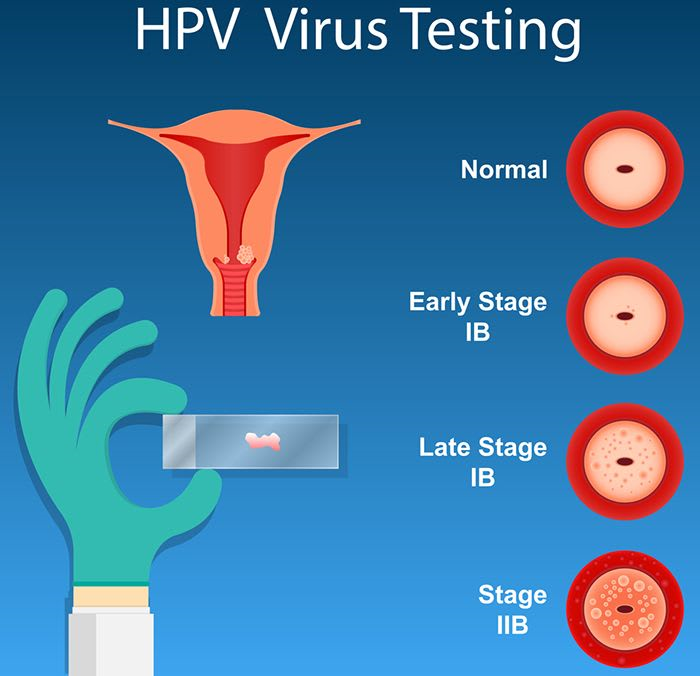 HPV Virus Testing
Normal
Early Stage
IB
Late Stage
IB
Stage
IIB